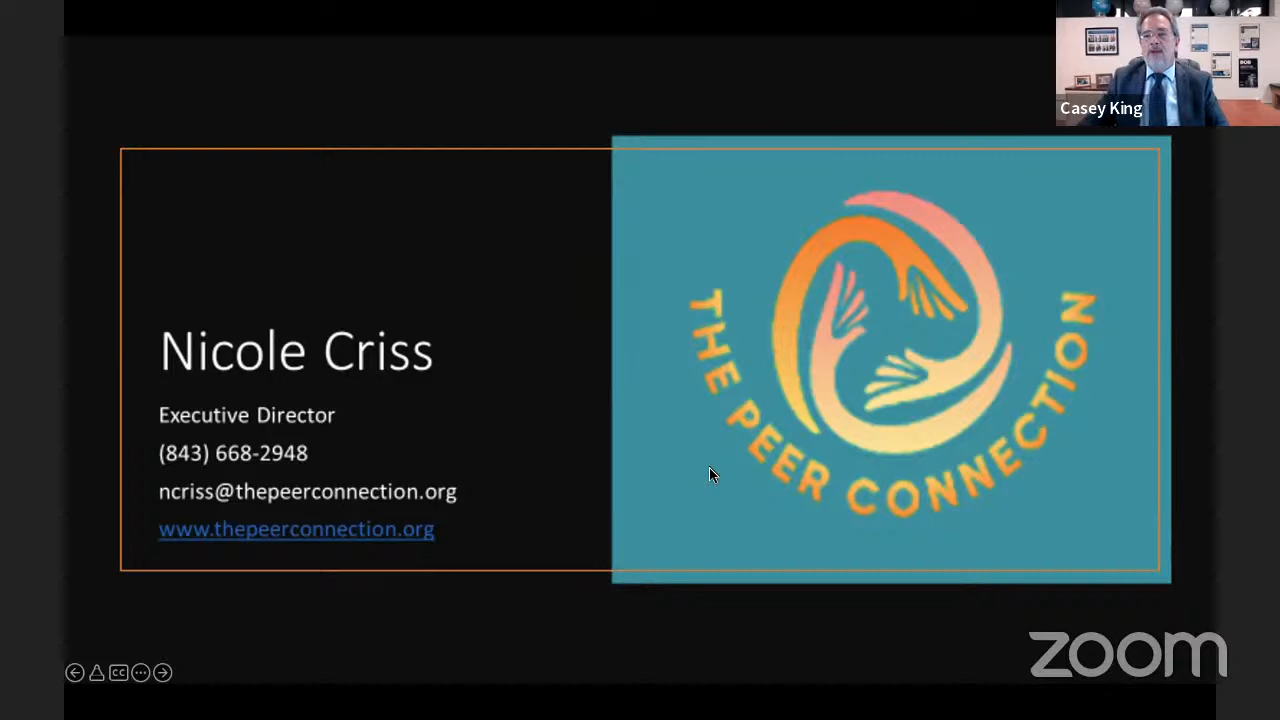 Casey King
Nicole Criss
Executive Director
(843) 668-2948
ncriss@thepeerconnection.org
www.thepeerconnection.org
THE PEER CONNECTION
CC
zoom